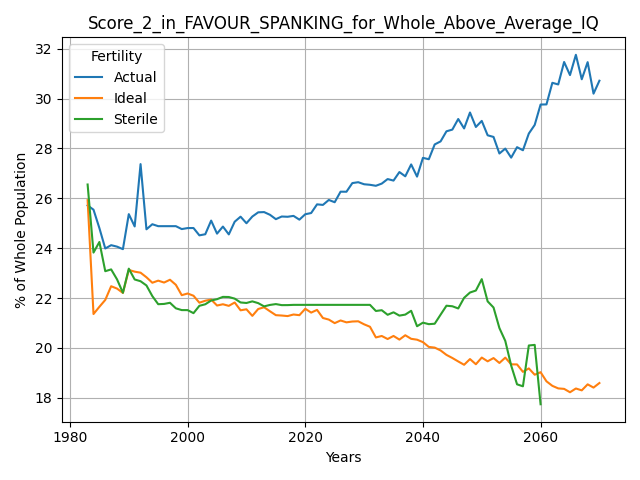 Score_2_in_FAVOUR_SPANKING_for_Whole_Above_Average_IQ
Fertility
Actual
Ideal
Sterile
% of Whole Population
32
30
28
26
24
22
20
18
1980
2000
2020
2040
2060
Years